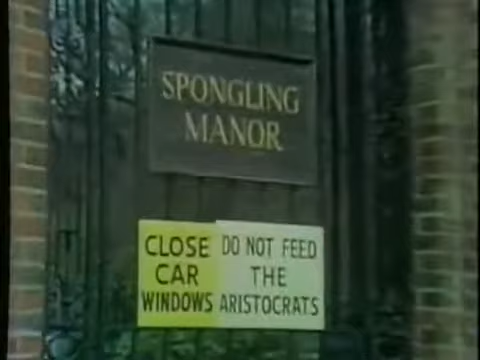 SPONGLING
MANOR
CLOSE
CAR
WINDOWS
DO NOT FEED
THE
ARISTOCRATS